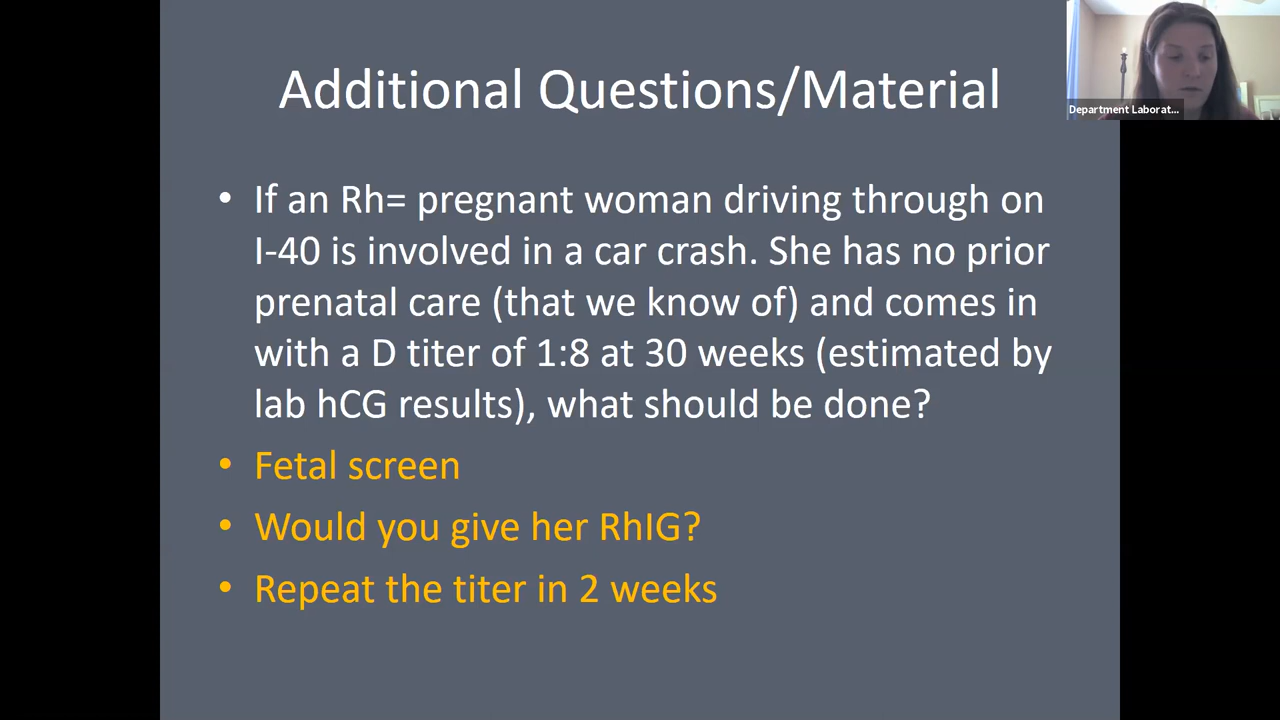 Additional Questions/Material
Department Laborat...
• If an Rh= pregnant woman driving through on
I-40 is involved in a car crash. She has no prior
prenatal care (that we know of) and comes in
with a D titer of 1:8 at 30 weeks (estimated by
lab hCG results), what should be done?
• Fetal screen
• Would you give her RhIG?
• Repeat the titer in 2 weeks